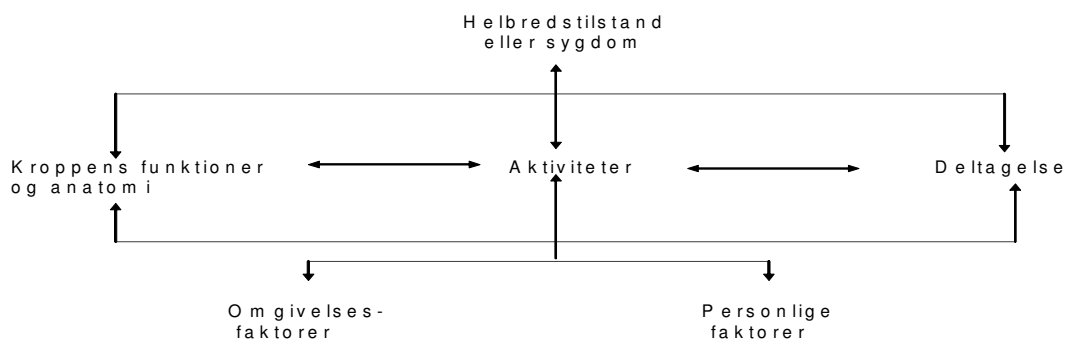 Helbredstilstand
eller sygdom
Kroppens funktioner
og anatomi
Aktiviteter
Deltagelse
Omgivelses-
faktorer
Personlige
faktorer